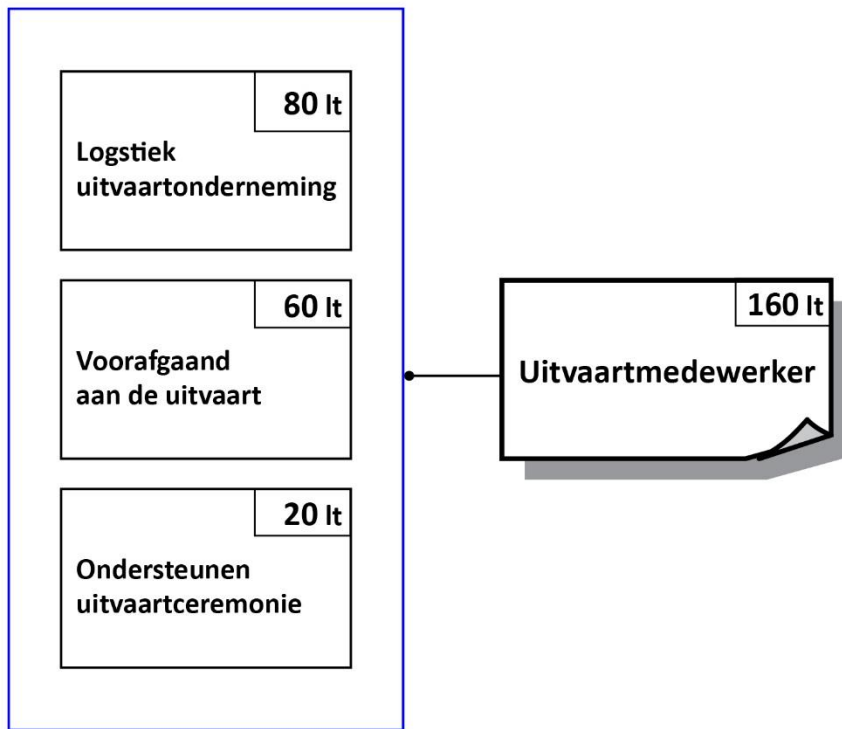 80 lt
Logstiek
uitvaartonderneming
60 lt
Voorafgaand
aan de uitvaart
20 lt
Ondersteunen
uitvaartceremonie
160 lt
Uitvaartmedewerker